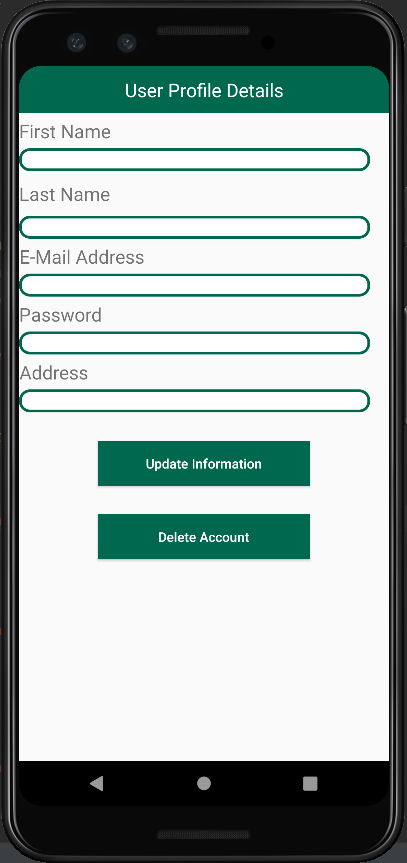 User Profile Details
First Name
Last Name
E-Mail Address
Password
Address
Update Information
Delete Account